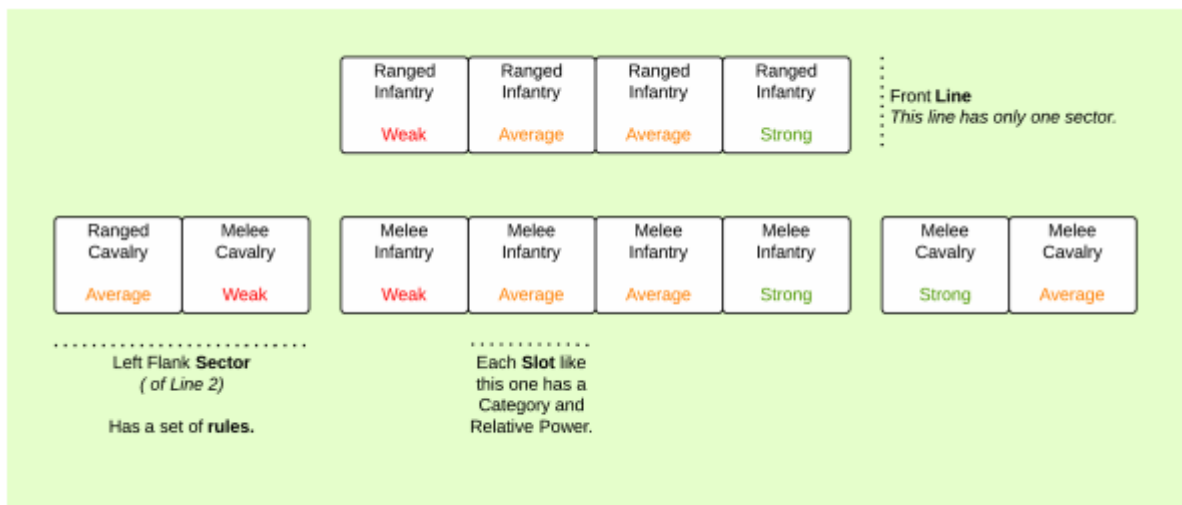 Ranged Infantry Weak
Ranged Infantry Average
Ranged Infantry Average
Ranged Infantry Strong
Front Line
This line has only one sector.
Ranged Cavalry Average
Melee Cavalry Weak
Melee Infantry Weak
Melee Infantry Average
Melee Infantry Average
Melee Infantry Strong
Melee Cavalry Strong
Melee Cavalry Average
Left Flank Sector
( of Line 2)
Has a set of rules.
Each Slot like
this one has a
Category and
Relative Power.